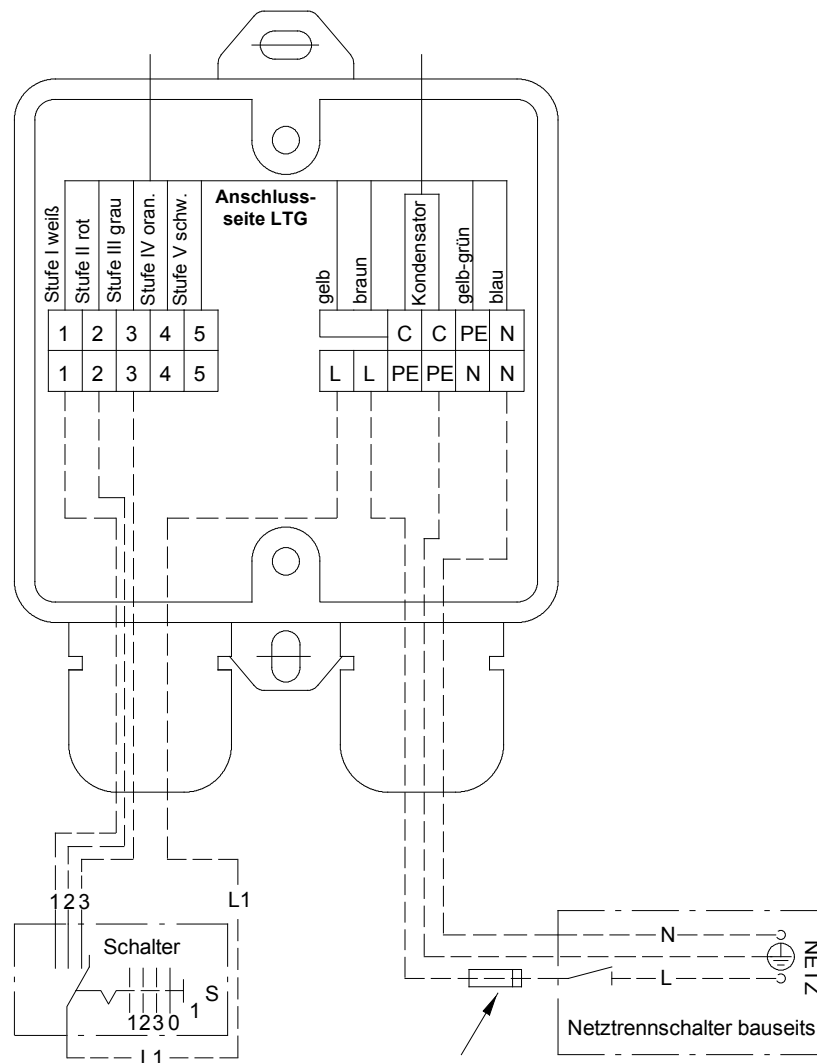 Anschluss-
seite LTG
Stufe I weiß
Stufe II rot
Stufe III grau
Stufe IV oran.
Stufe V schw.
gelb
braun
Kondensator
gelb-grün
blau
1 2 3 4 5
1 2 3 4 5
C C PE N
L L PE PE N N
1 2 3
L1
Schalter
1 2 3 0
1
S
L1
N
L
NETZ
Netztrennschalter bauseits